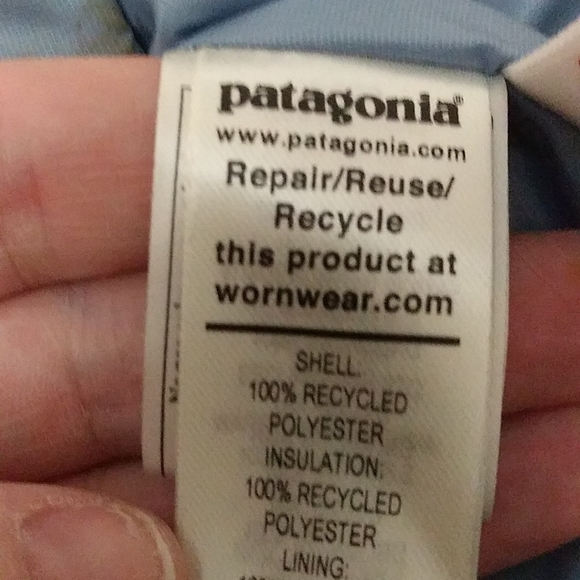 patagonia®
www.patagonia.com
Repair/Reuse/
Recycle
this product at
wornwear.com
SHELL:
100% RECYCLED
POLYESTER
INSULATION:
100% RECYCLED
POLYESTER
LINING: